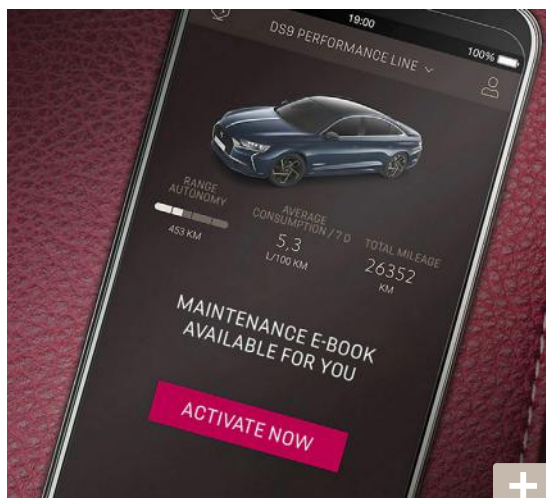 19:00
100%
DS9 PERFORMANCE LINE
RANGE
AUTONOMY
453 KM
AVERAGE
CONSUMPTION / 7 D
5,3
L/100 KM
TOTAL MILEAGE
26352
KM
MAINTENANCE E-BOOK
AVAILABLE FOR YOU
ACTIVATE NOW